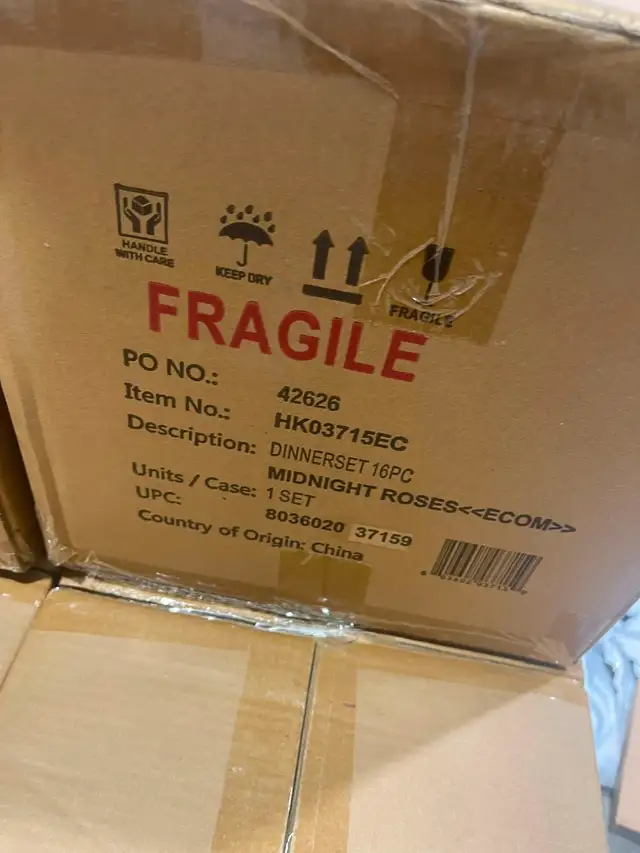 HANDLE
WITH CARE
KEEP DRY
FRAGILE
FRAGILE
PO NO.: 42626
Item No.: HK03715EC
Description: DINNERSET 16PC
MIDNIGHT ROSES<<ECOM>>
Units / Case: 1 SET
UPC: 8036020 37159
Country of Origin: China